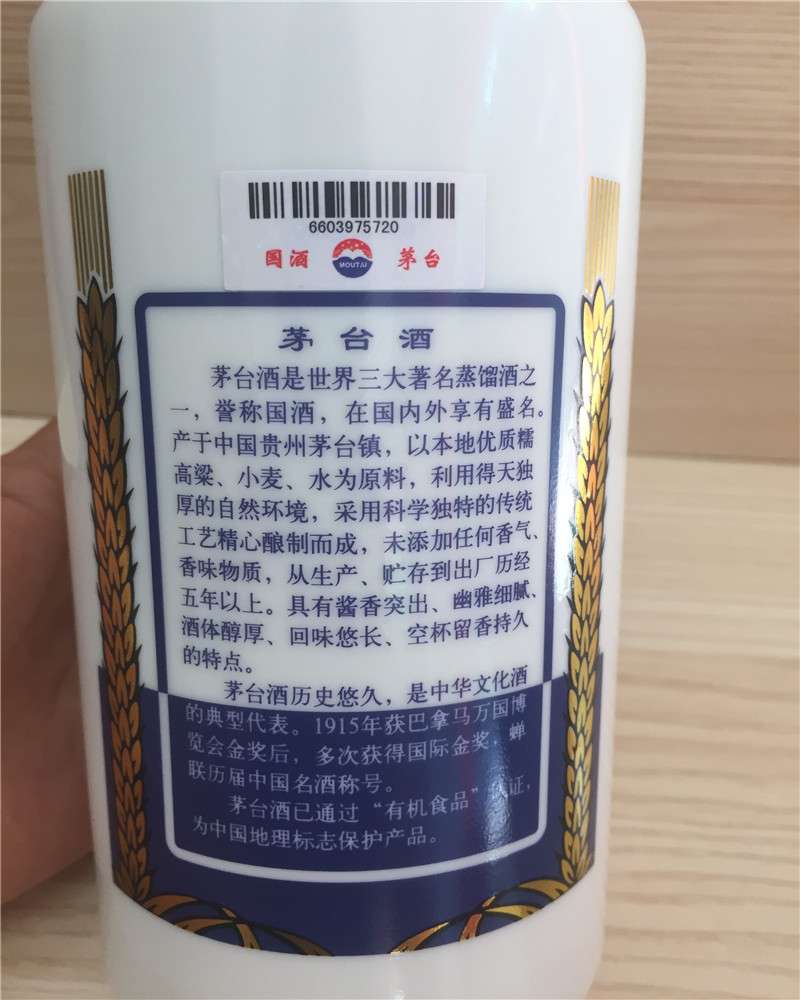 6603975720
国酒 MOUTAI 茅台
茅台酒
茅台酒是世界三大著名蒸馏酒之
一，誉称国酒，在国内外享有盛名。
产于中国贵州茅台镇，以本地优质糯
高粱、小麦、水为原料，利用得天独
厚的自然环境，采用科学独特的传统
工艺精心酿制而成，未添加任何香气、
香味物质，从生产、贮存到出厂历经
五年以上。具有酱香突出、幽雅细腻、
酒体醇厚、回味悠长、空杯留香持久
的特点。
茅台酒历史悠久，是中华文化酒
的典型代表。1915年获巴拿马万国博
览会金奖后，多次获得国际金奖，蝉
联历届中国名酒称号。
茅台酒已通过“有机食品”证，
为中国地理标志保护产品。